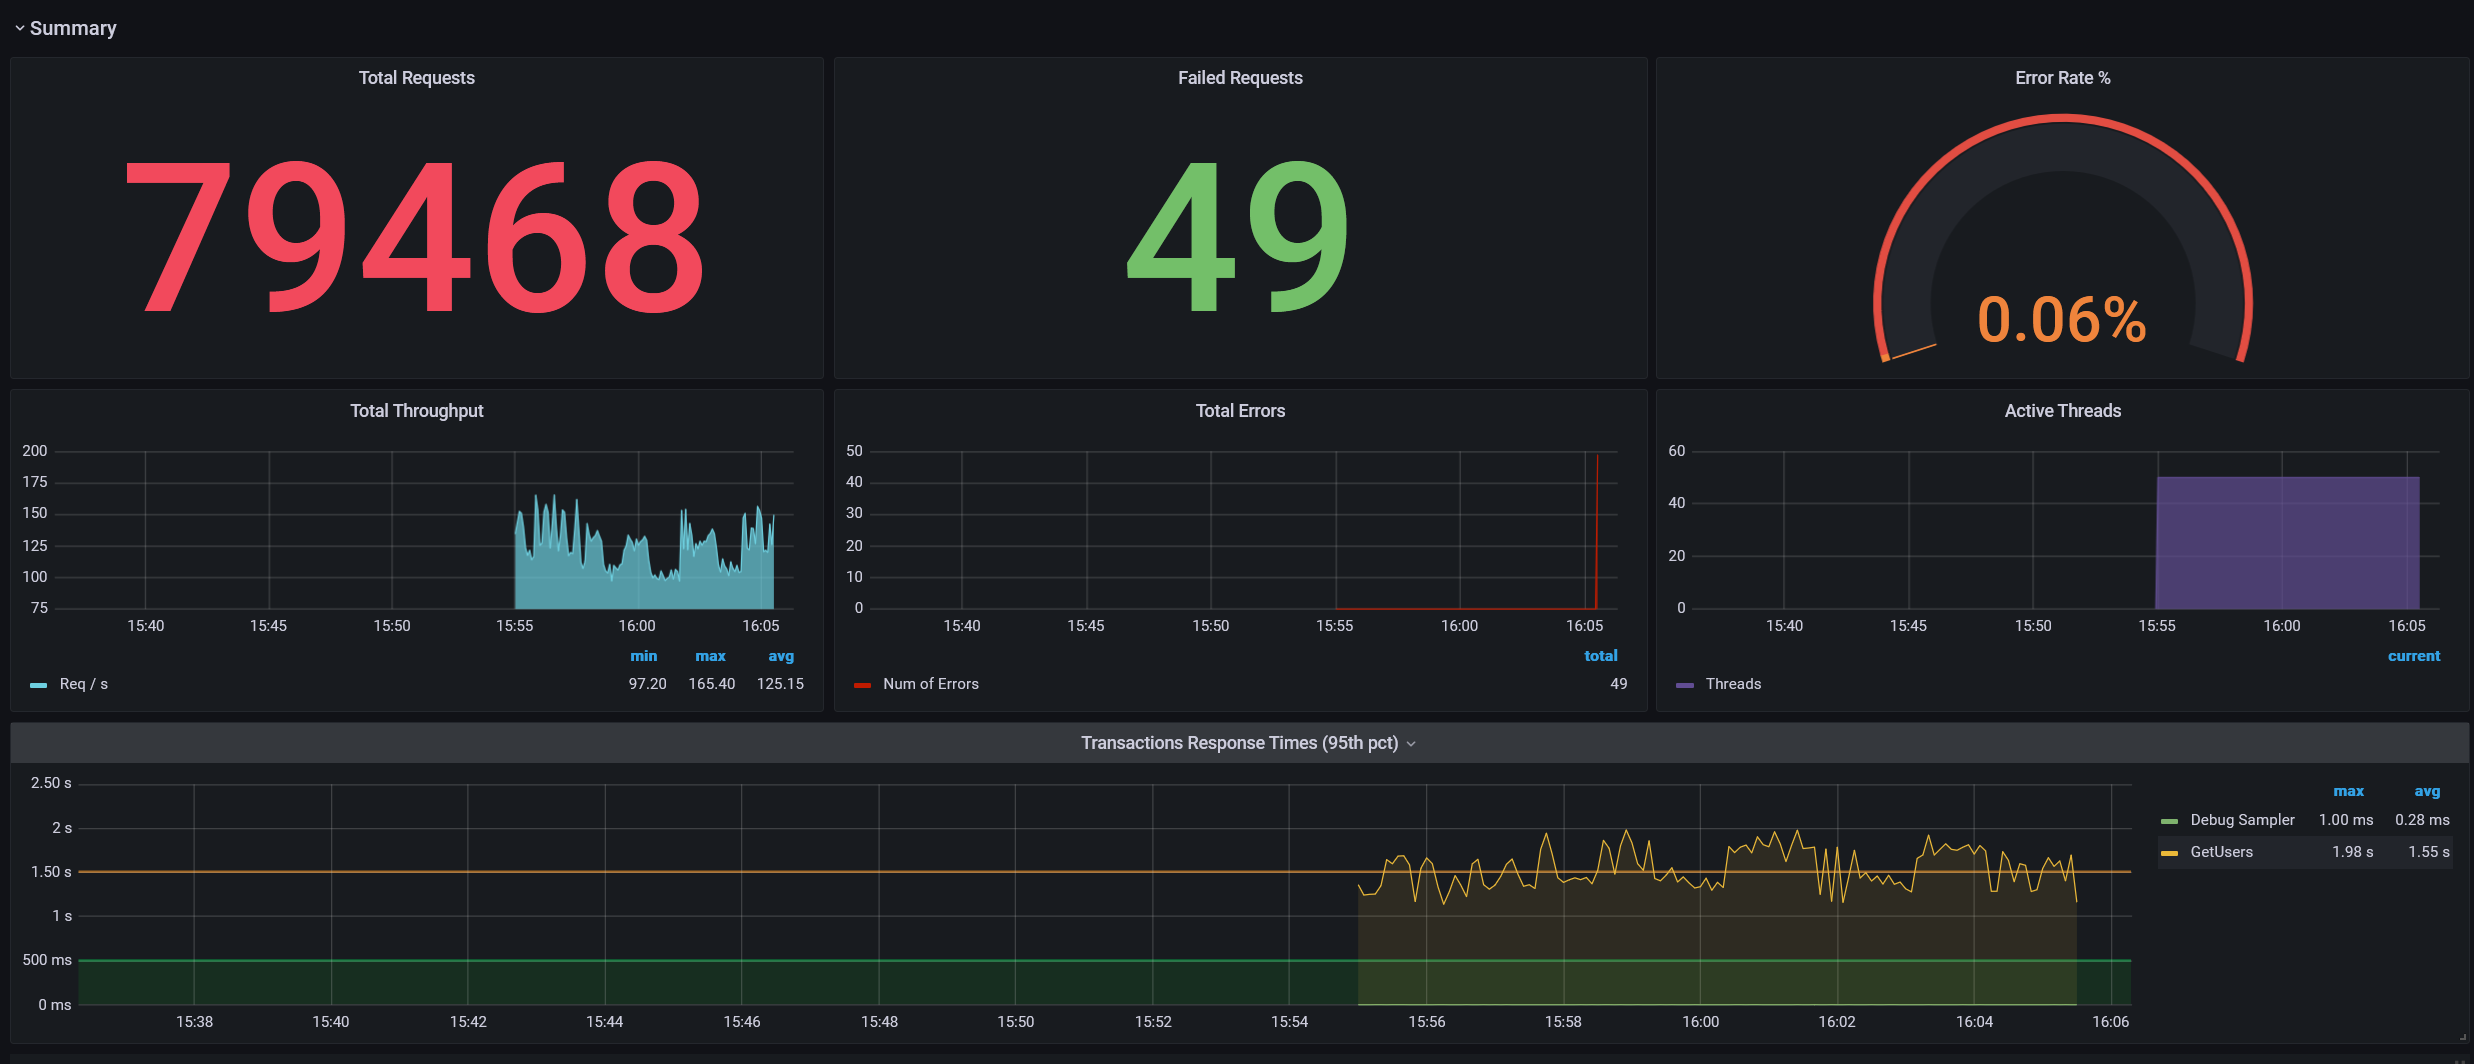 Summary
Total Requests
79468
Failed Requests
49
Error Rate %
0.06%
Total Throughput
200
175
150
125
100
75
15:40 15:45 15:50 15:55 16:00 16:05
min max avg
Req / s 97.20 165.40 125.15
Total Errors
50
40
30
20
10
0
15:40 15:45 15:50 15:55 16:00 16:05
total
Num of Errors 49
Active Threads
60
40
20
0
15:40 15:45 15:50 15:55 16:00 16:05
current
Threads
Transactions Response Times (95th pct)
2.50 s
2 s
1.50 s
1 s
500 ms
0 ms
15:38 15:40 15:42 15:44 15:46 15:48 15:50 15:52 15:54 15:56 15:58 16:00 16:02 16:04 16:06
max avg
Debug Sampler 1.00 ms 0.28 ms
GetUsers 1.98 s 1.55 s